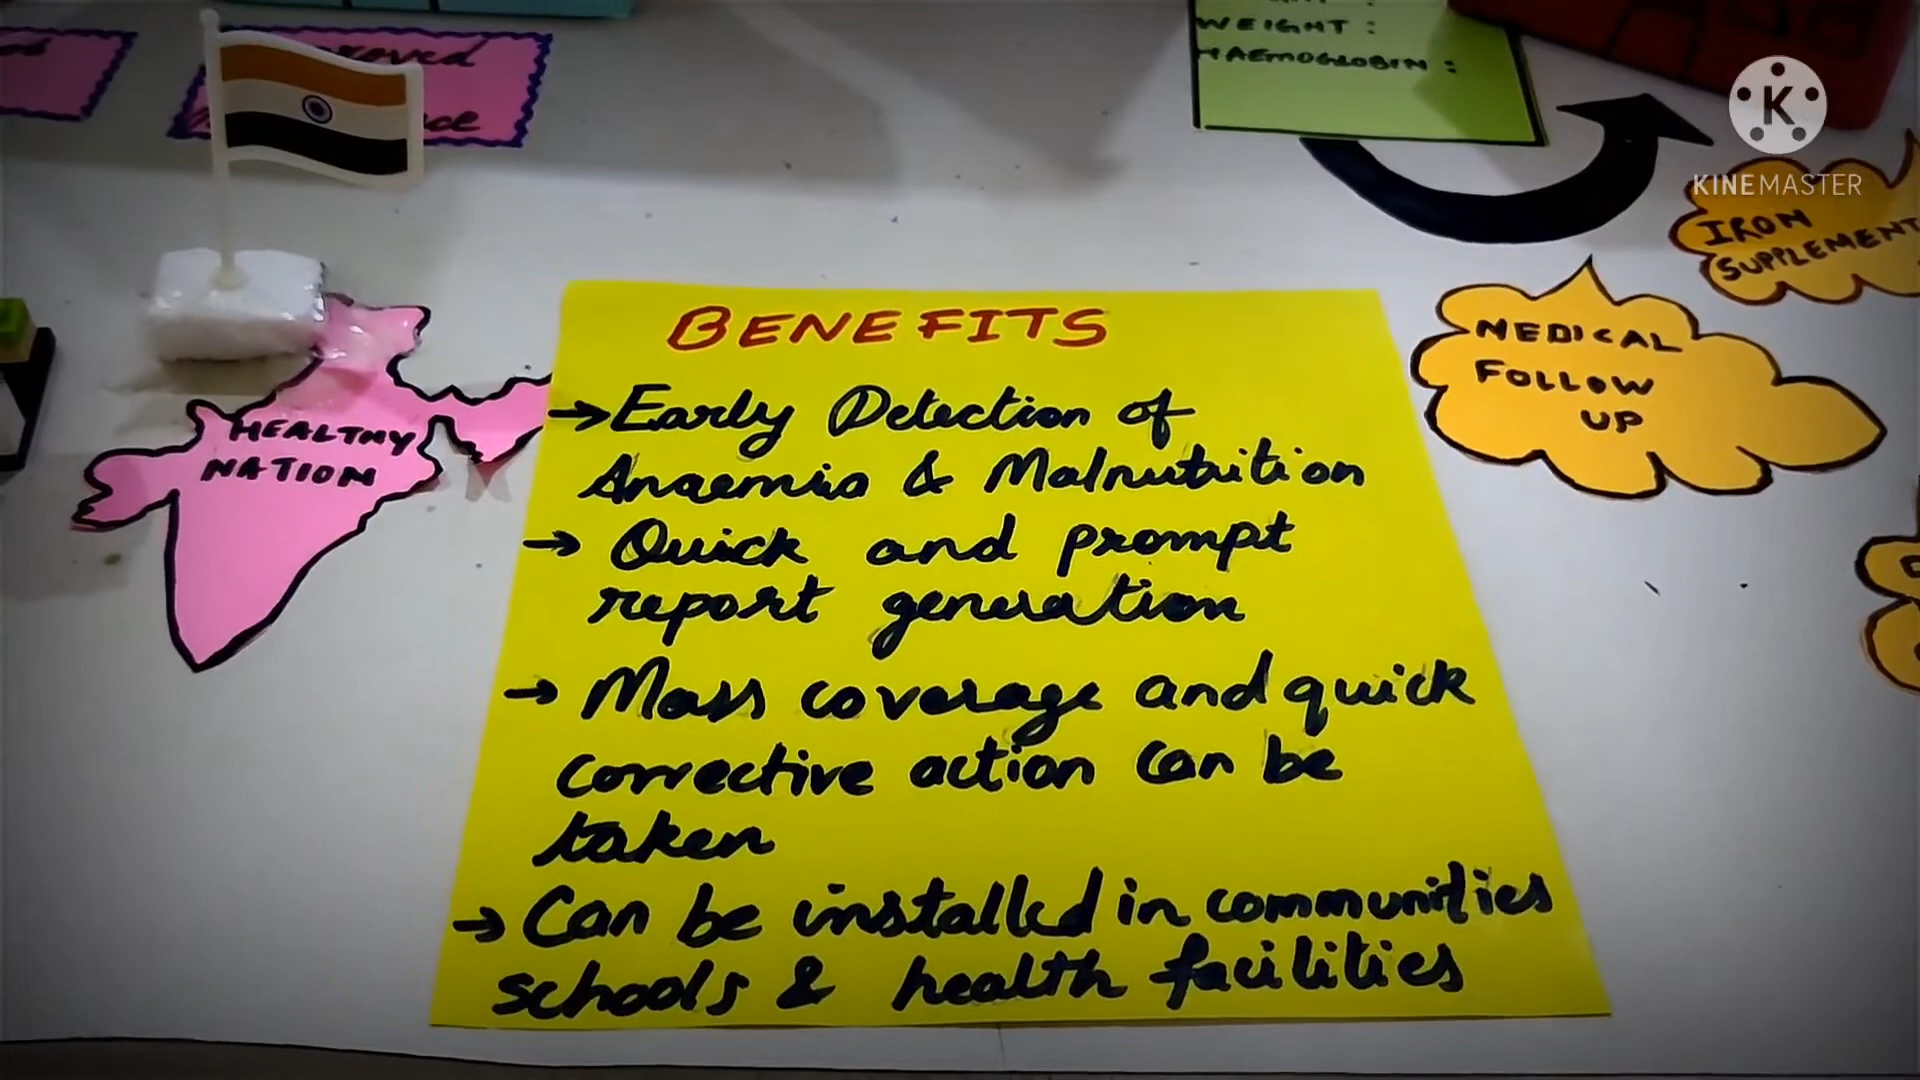 WEIGHT :
HAEMOGLOBIN :
K
KINEMASTER
IRON
SUPPLEMENT
HEALTHY
NATION
BENEFITS
→ Early Detection of
Anaemia & Malnutrition
→ Quick and prompt
report generation
→ Mass coverage and quick
corrective action can be
taken
→ Can be installed in communities
schools & health facilities
MEDICAL
FOLLOW
UP